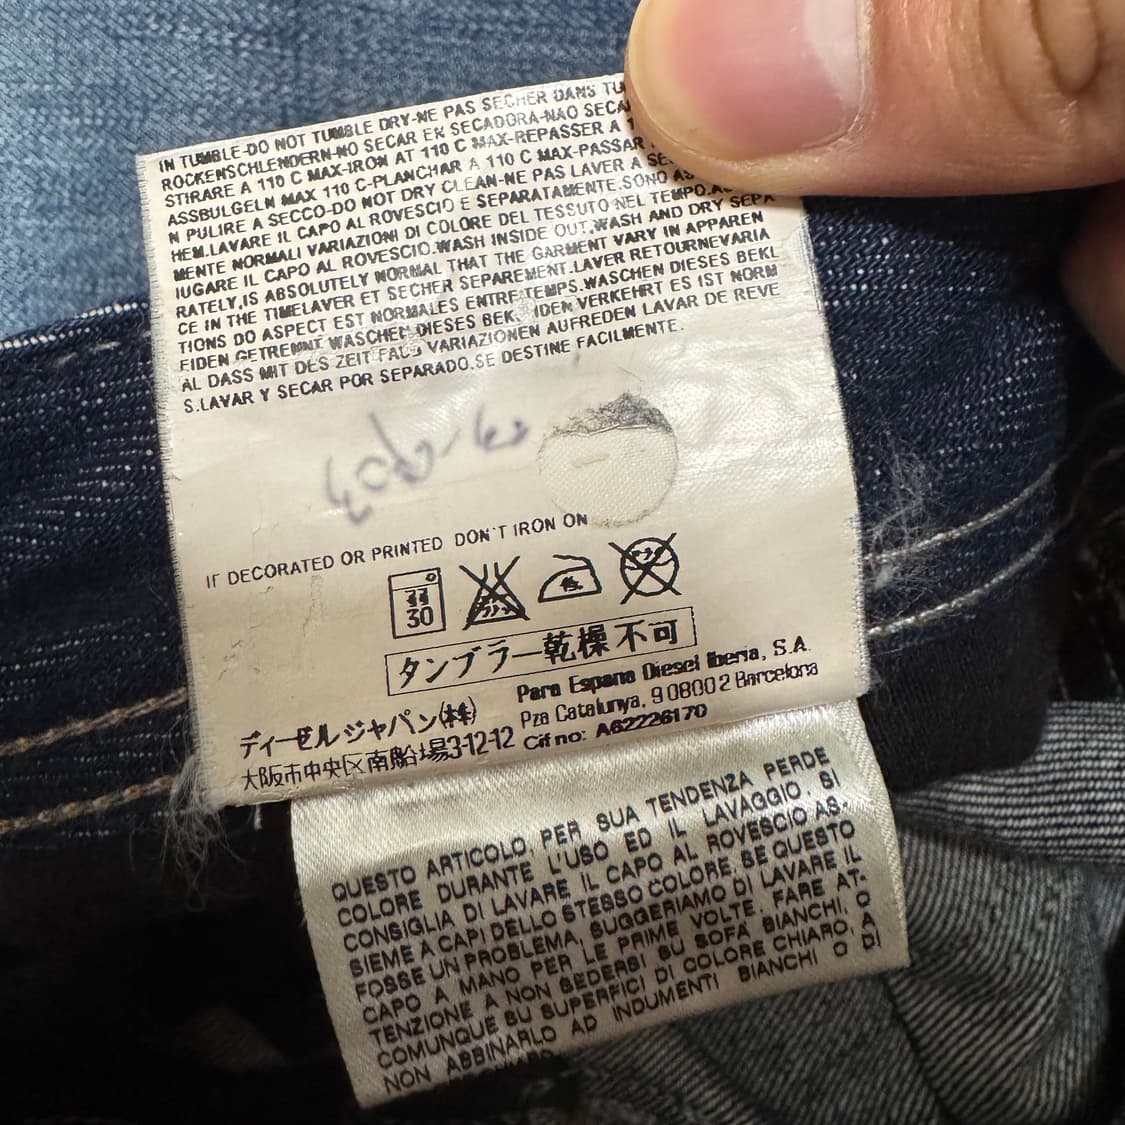 IN TUMBLE-DO NOT TUMBLE DRY-NE PAS SECHER DANS TU
ROCKENSCHLENDERN-NO SECAR EN SECADORA-NAO SECA
STIRARE A 110 C MAX-IRON AT 110 C MAX-REPASSER A 1
ASSBULGELN MAX 110 C-PLANCHAR A 110 C MAX-PASSAR
N PULIRE A SECCO-DO NOT DRY CLEAN-NE PAS LAVER A SE
HEM.LAVARE IL CAPO AL ROVESCIO E SEPARATAMENTE.SONO AS
MENTE NORMALI VARIAZIONI DI COLORE DEL TESSUTO NEL TEMPO.A
IUGARE IL CAPO AL ROVESCIO.WASH INSIDE OUT.WASH AND DRY SEPA
RATELY.IS ABSOLUTELY NORMAL THAT THE GARMENT VARY IN APPAREN
CE IN THE TIMELAVER ET SECHER SEPAREMENT.LAVER RETOURNEVARIA
TIONS DO ASPECT EST NORMALES ENTRE TEMPS.WASCHEN DIESES BEKL
EIDEN GETREMNT WASCHEN DIESES BEK IDEN VERKEHRT ES IST NORM
AL DASS MIT DES ZEIT FALS VARIAZIONEN AUFREDEN LAVAR DE REVE
S.LAVAR Y SECAR POR SEPARADO.SE DESTINE FACILMENTE.
IF DECORATED OR PRINTED DON'T IRON ON
30
タンブラー乾燥不可
Para Espana Diesel Iberia, S.A.
Pza Catalunya, 9 08002 Barcelona
Cif no: A62226170
ディーゼルジャパン(株)
大阪市中央区南船場3-12-12
QUESTO ARTICOLO PER SUA TENDENZA PERDE
COLORE DURANTE L'USO ED IL LAVAGGIO. SI
CONSIGLIA DI LAVARE IL CAPO AL ROVESCIO AS-
SIEME A CAPI DELLO STESSO COLORE. SE QUESTO
FOSSE UN PROBLEMA, SUGGERIAMO DI LAVARE IL
CAPO A MANO PER LE PRIME VOLTE. FARE AT-
TENZIONE A NON SEDERSI SU SOFA' BIANCHI, O
COMUNQUE SU SUPERFICI DI COLORE CHIARO, A
NON ABBINARLO AD INDUMENTI BIANCHI O DI